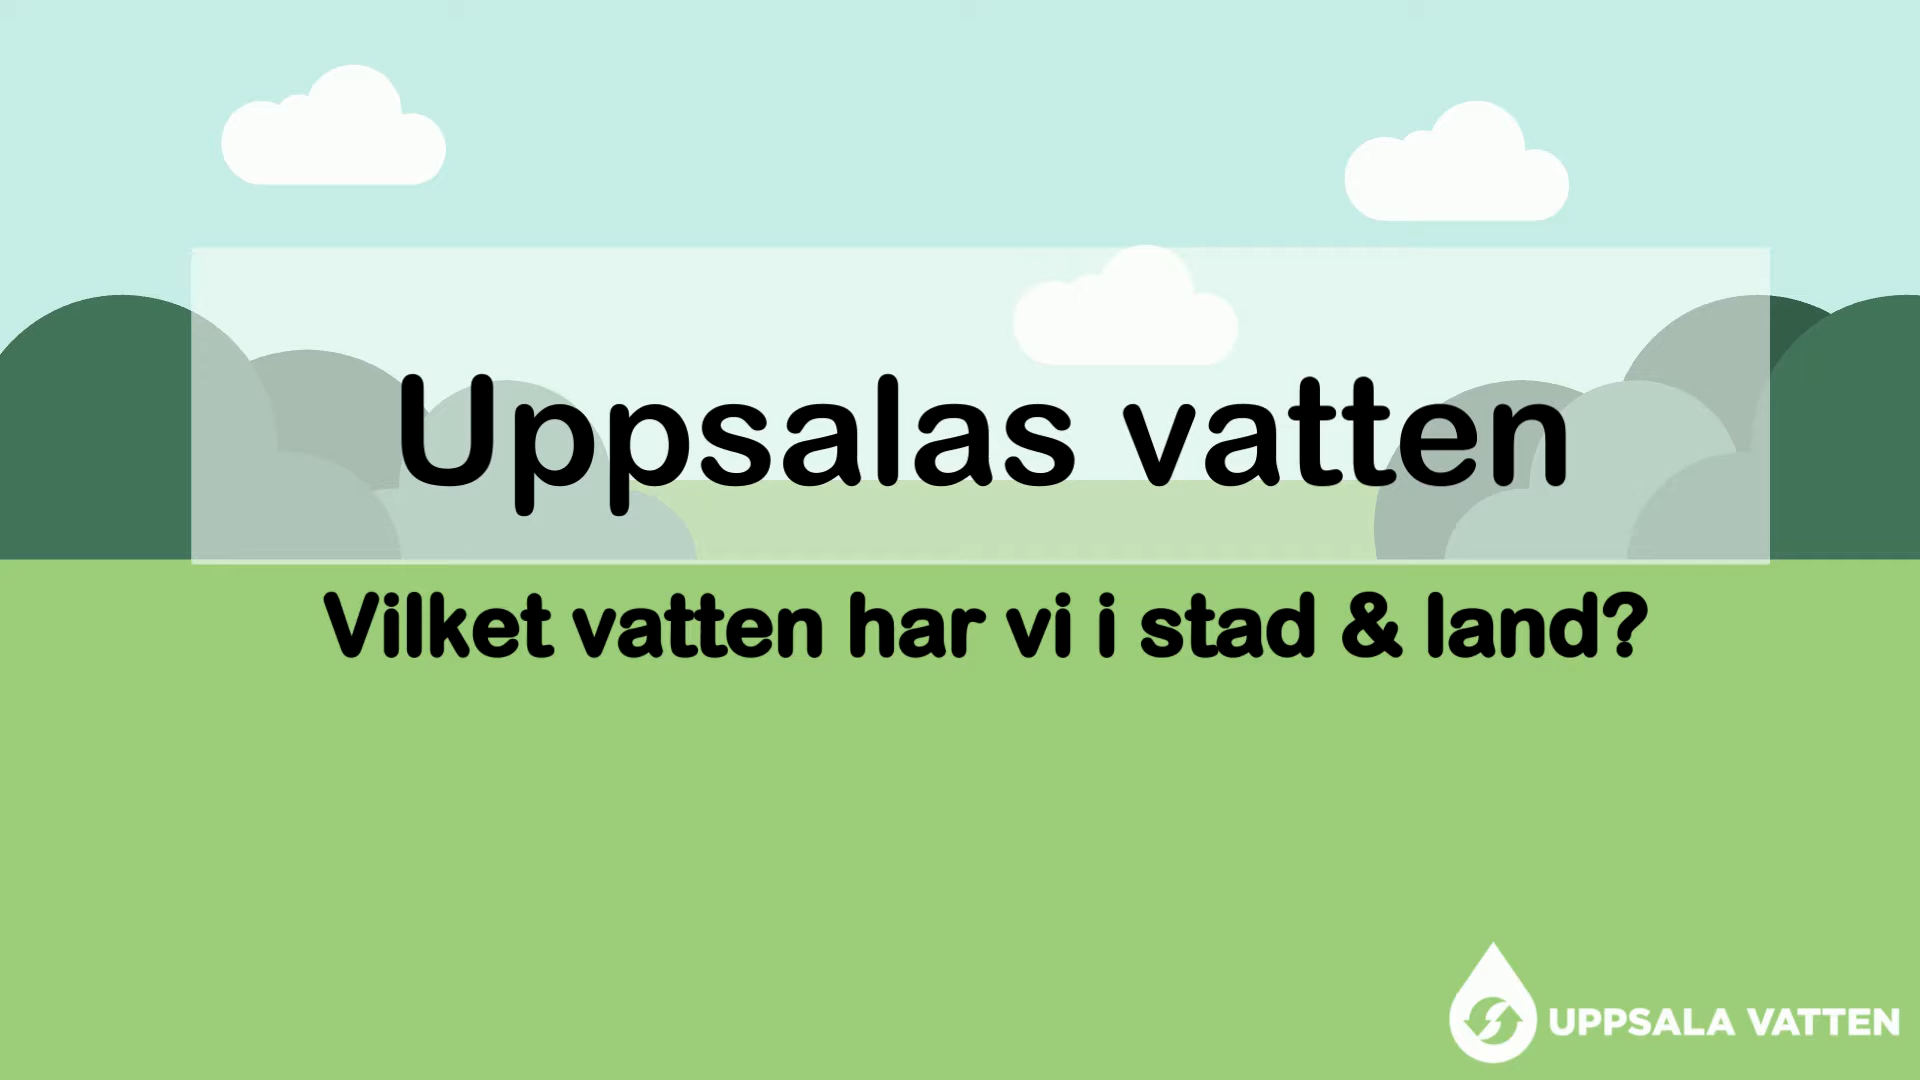 Uppsalas vatten
Vilket vatten har vi i stad & land?
UPPSALA VATTEN